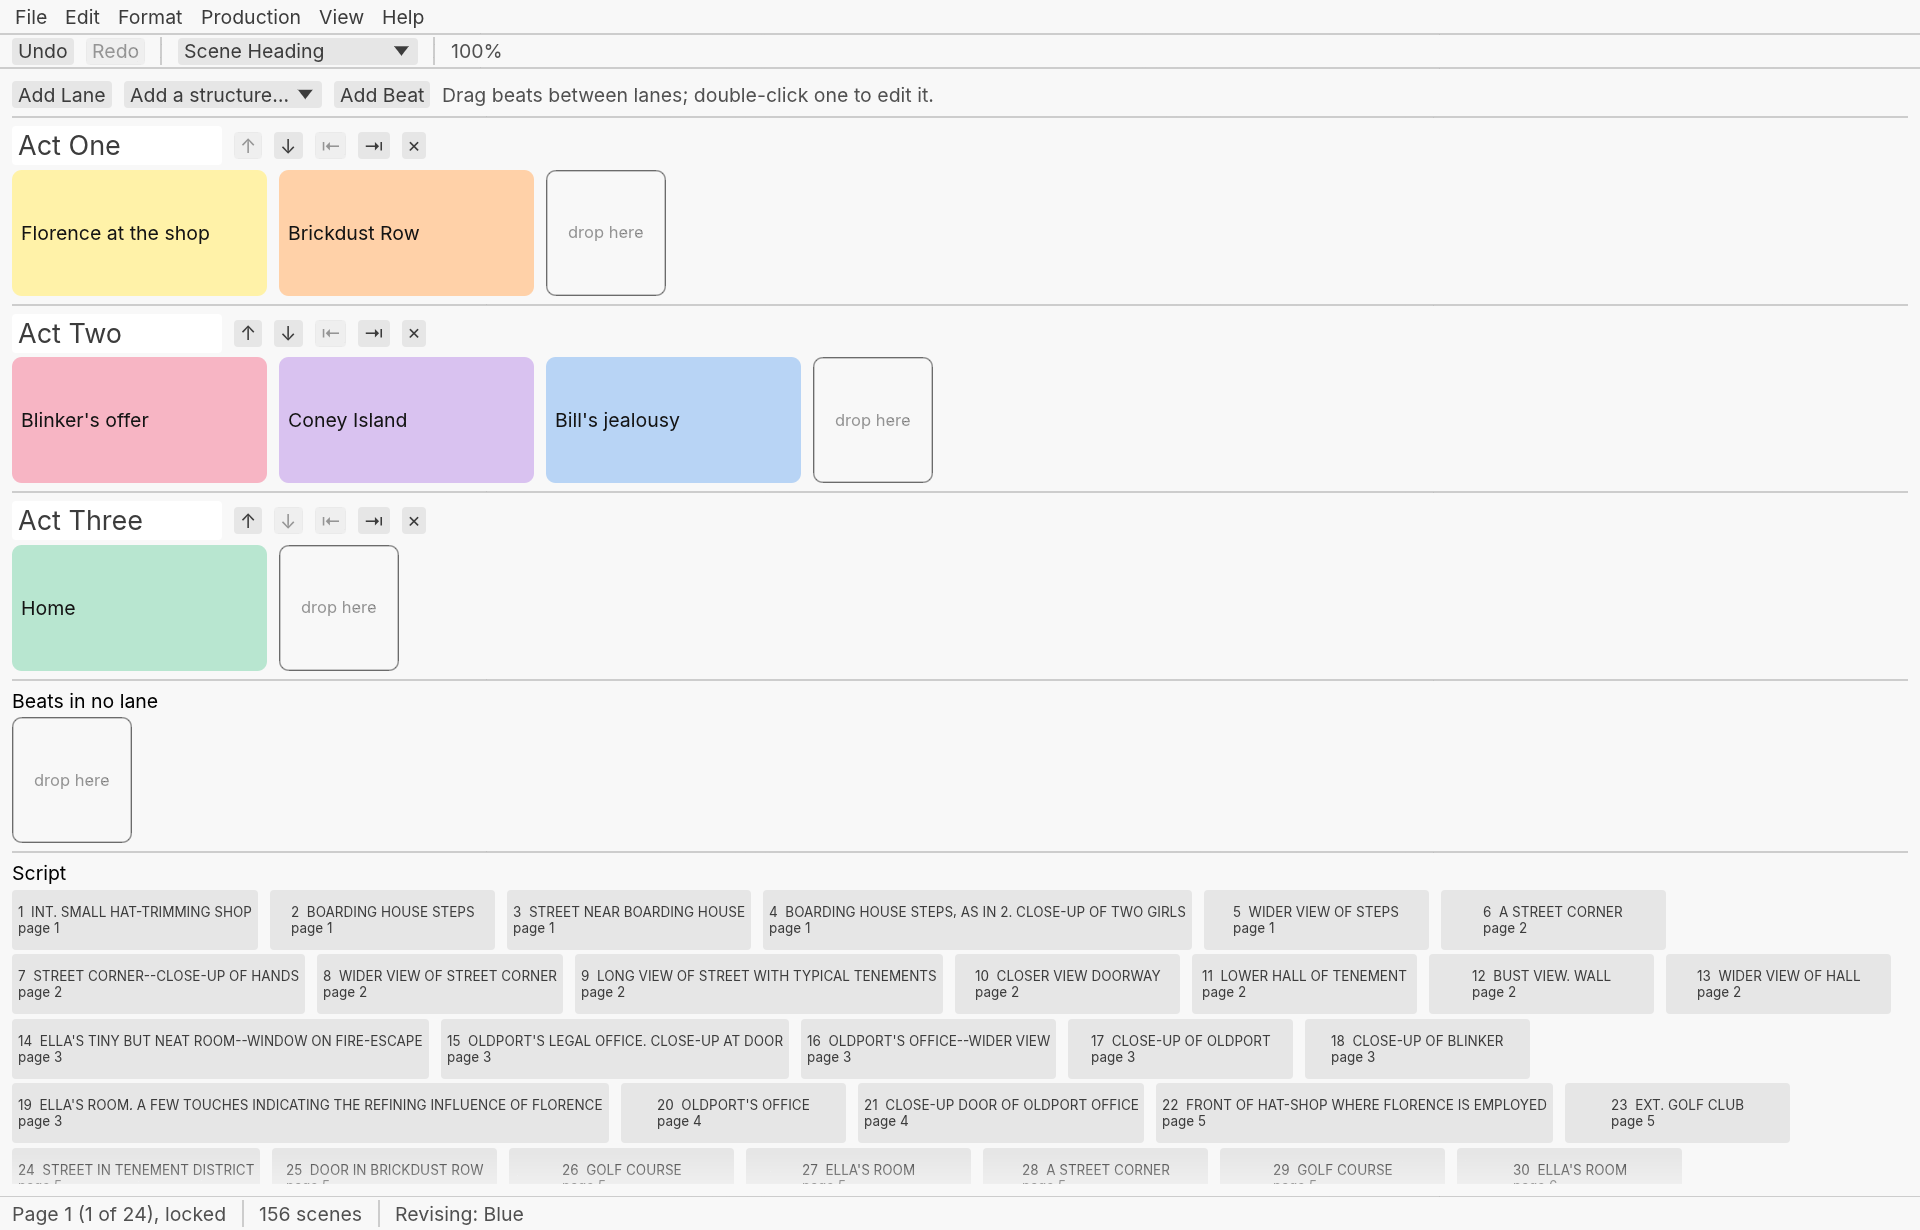 File Edit Format Production View Help
Undo Redo Scene Heading 100%
Add Lane Add a structure... Add Beat Drag beats between lanes; double-click one to edit it.
Act One
Florence at the shop Brickdust Row drop here
Act Two
Blinker's offer Coney Island Bill's jealousy drop here
Act Three
Home drop here
Beats in no lane
drop here
Script
1 INT. SMALL HAT-TRIMMING SHOP 2 BOARDING HOUSE STEPS 3 STREET NEAR BOARDING HOUSE 4 BOARDING HOUSE STEPS, AS IN 2. CLOSE-UP OF TWO GIRLS 5 WIDER VIEW OF STEPS 6 A STREET CORNER
page 1 page 1 page 1 page 1 page 1 page 2
7 STREET CORNER--CLOSE-UP OF HANDS 8 WIDER VIEW OF STREET CORNER 9 LONG VIEW OF STREET WITH TYPICAL TENEMENTS 10 CLOSER VIEW DOORWAY 11 LOWER HALL OF TENEMENT 12 BUST VIEW. WALL 13 WIDER VIEW OF HALL
page 2 page 2 page 2 page 2 page 2 page 2 page 2
14 ELLA'S TINY BUT NEAT ROOM--WINDOW ON FIRE-ESCAPE 15 OLDPORT'S LEGAL OFFICE. CLOSE-UP AT DOOR 16 OLDPORT'S OFFICE--WIDER VIEW 17 CLOSE-UP OF OLDPORT 18 CLOSE-UP OF BLINKER
page 3 page 3 page 3 page 3 page 3
19 ELLA'S ROOM. A FEW TOUCHES INDICATING THE REFINING INFLUENCE OF FLORENCE 20 OLDPORT'S OFFICE 21 CLOSE-UP DOOR OF OLDPORT OFFICE 22 FRONT OF HAT-SHOP WHERE FLORENCE IS EMPLOYED 23 EXT. GOLF CLUB
page 3 page 4 page 4 page 5 page 5
24 STREET IN TENEMENT DISTRICT 25 DOOR IN BRICKDUST ROW 26 GOLF COURSE 27 ELLA'S ROOM 28 A STREET CORNER 29 GOLF COURSE 30 ELLA'S ROOM
Page 1 (1 of 24), locked 156 scenes Revising: Blue